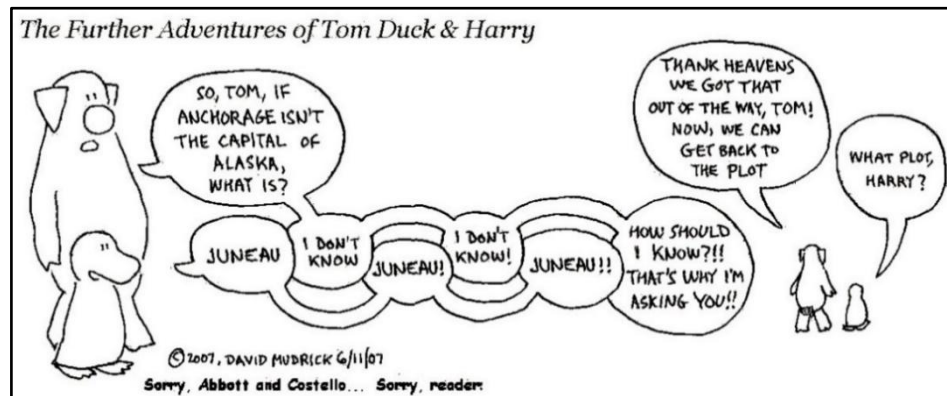 The Further Adventures of Tom Duck & Harry
SO, TOM, IF
ANCHORAGE ISN'T
THE CAPITAL OF
ALASKA,
WHAT IS?
JUNEAU
I DON'T
KNOW
JUNEAU!
I DON'T
KNOW!
JUNEAU!!
HOW SHOULD
I KNOW?!!
THAT'S WHY I'M
ASKING YOU!!
THANK HEAVENS
WE GOT THAT
OUT OF THE WAY, TOM!
NOW, WE CAN
GET BACK TO
THE PLOT
WHAT PLOT,
HARRY?
©2007, DAVID MUDRICK 6/11/07
Sorry, Abbott and Costello... Sorry, reader.